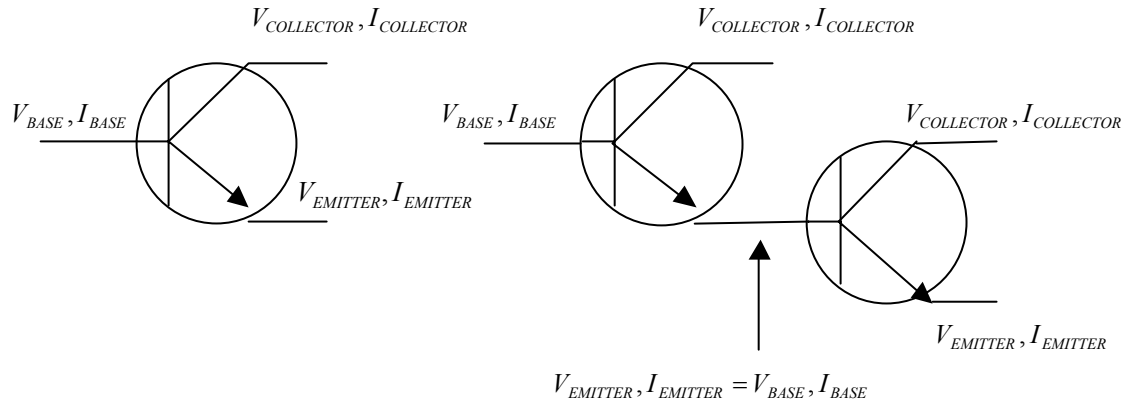 V_COLLECTOR, I_COLLECTOR
V_BASE, I_BASE
V_EMITTER, I_EMITTER
V_COLLECTOR, I_COLLECTOR
V_BASE, I_BASE
V_COLLECTOR, I_COLLECTOR
V_EMITTER, I_EMITTER
V_EMITTER, I_EMITTER = V_BASE, I_BASE